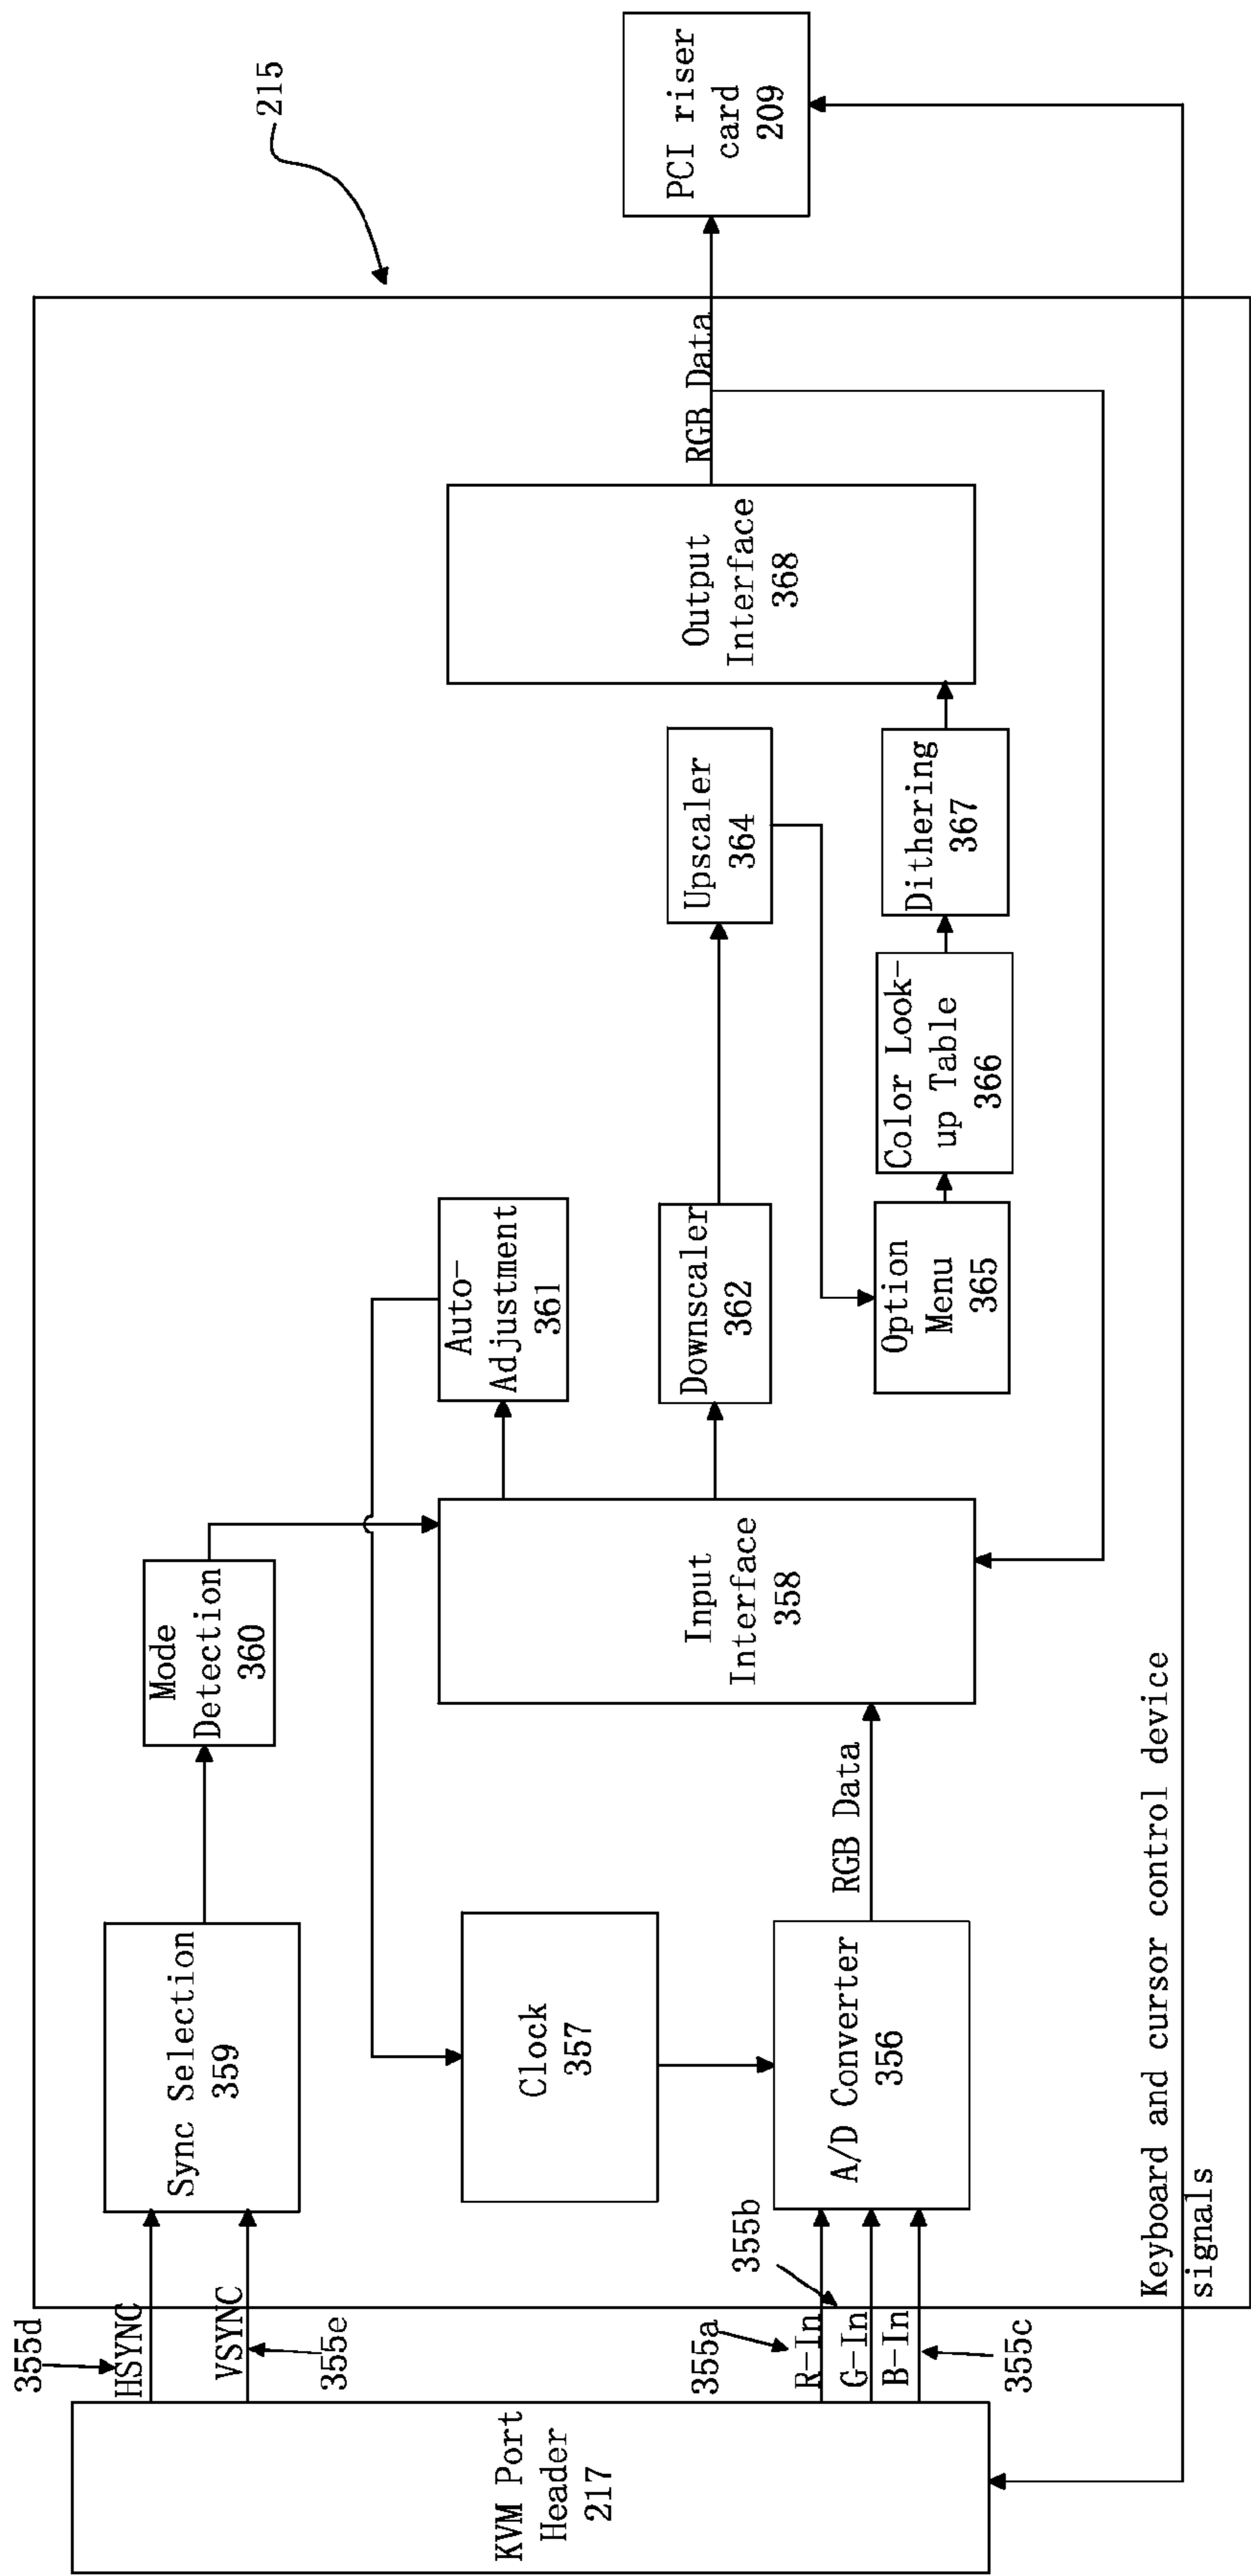 215
355d
HSYNC
VSYNC
355e
Sync Selection
359
Mode
Detection
360
KVM Port
Header
217
Clock
357
Auto-
Adjustment
361
355a
355b
R-In
G-In
B-In
355c
A/D Converter
356
RGB Data
Input
Interface
358
Downscaler
362
Upscaler
364
Option
Menu
365
Color Look-
up Table
366
Dithering
367
Output
Interface
368
RGB Data
PCI riser
card
209
Keyboard and cursor control device
signals